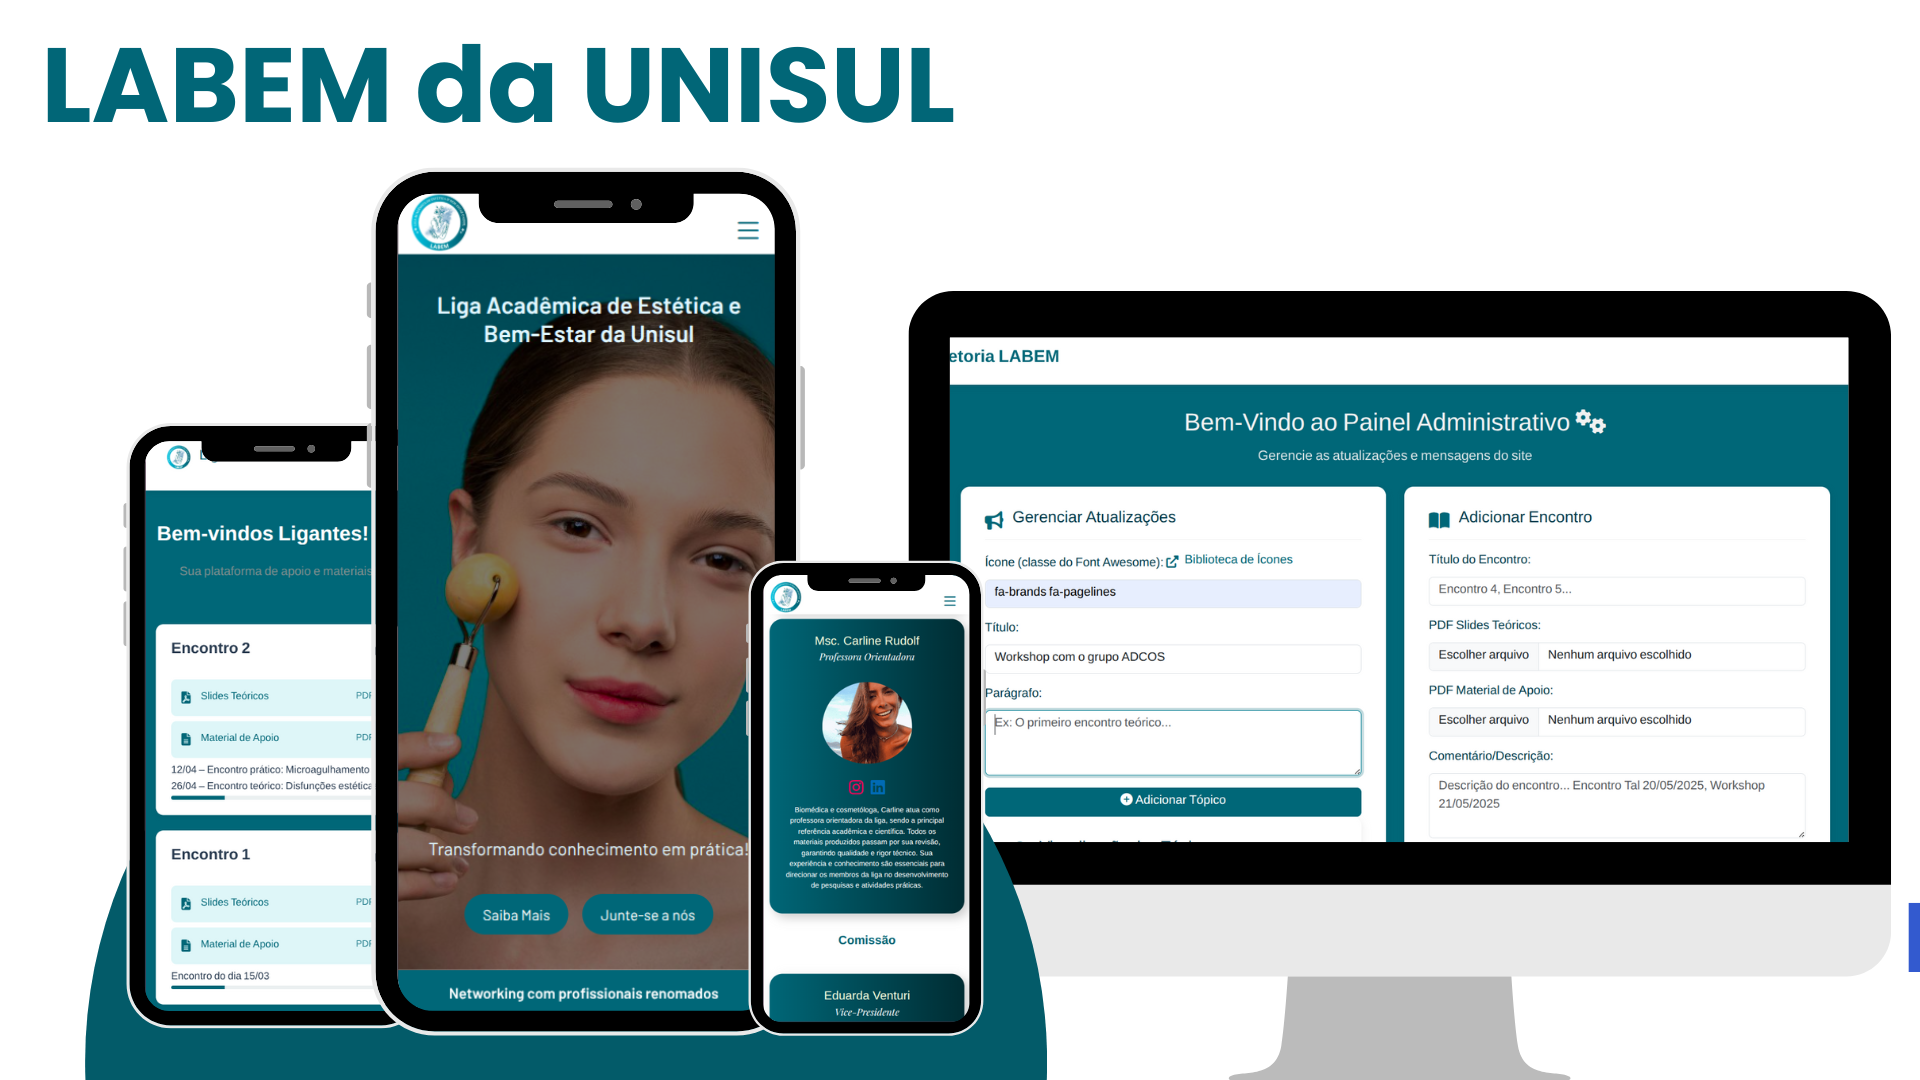 LABEM da UNISUL
Bem-vindos Ligantes!
Sua plataforma de apoio e materiais
Encontro 2
Slides Teóricos PDF
Material de Apoio PDF
12/04 – Encontro prático: Microagulhamento
26/04 – Encontro teórico: Disfunções estética
Encontro 1
Slides Teóricos PDF
Material de Apoio PDF
Encontro do dia 15/03
LABEM
Liga Acadêmica de Estética e
Bem-Estar da Unisul
Transformando conhecimento em prática!
Saiba Mais
Junte-se a nós
Networking com profissionais renomados
Msc. Carline Rudolf
Professora Orientadora
Biomédica e cosmetóloga, Carline atua como
professora orientadora da liga, sendo a principal
referência acadêmica e científica. Todos os
materiais produzidos passam por sua revisão,
garantindo qualidade e rigor técnico. Sua
experiência e conhecimento são essenciais para
direcionar os membros da liga no desenvolvimento
de pesquisas e atividades práticas.
Comissão
Eduarda Venturi
Vice-Presidente
etoria LABEM
Bem-Vindo ao Painel Administrativo
Gerencie as atualizações e mensagens do site
Gerenciar Atualizações
Ícone (classe do Font Awesome): Biblioteca de Ícones
fa-brands fa-pagelines
Título:
Workshop com o grupo ADCOS
Parágrafo:
Ex: O primeiro encontro teórico...
Adicionar Tópico
Adicionar Encontro
Título do Encontro:
Encontro 4, Encontro 5...
PDF Slides Teóricos:
Escolher arquivo Nenhum arquivo escolhido
PDF Material de Apoio:
Escolher arquivo Nenhum arquivo escolhido
Comentário/Descrição:
Descrição do encontro... Encontro Tal 20/05/2025, Workshop
21/05/2025